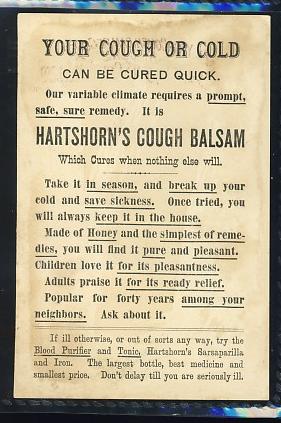 YOUR COUGH OR COLD
CAN BE CURED QUICK.
Our variable climate requires a prompt,
safe, sure remedy. It is
HARTSHORN'S COUGH BALSAM
Which Cures when nothing else will.
Take it in season, and break up your
cold and save sickness. Once tried, you
will always keep it in the house.
Made of Honey and the simplest of reme-
dies, you will find it pure and pleasant.
Children love it for its pleasantness.
Adults praise it for its ready relief.
Popular for forty years among your
neighbors. Ask about it.
If ill otherwise, or out of sorts any way, try the
Blood Purifier and Tonic, Hartshorn's Sarsaparilla
and Iron. The largest bottle, best medicine and
smallest price. Don't delay till you are seriously ill.